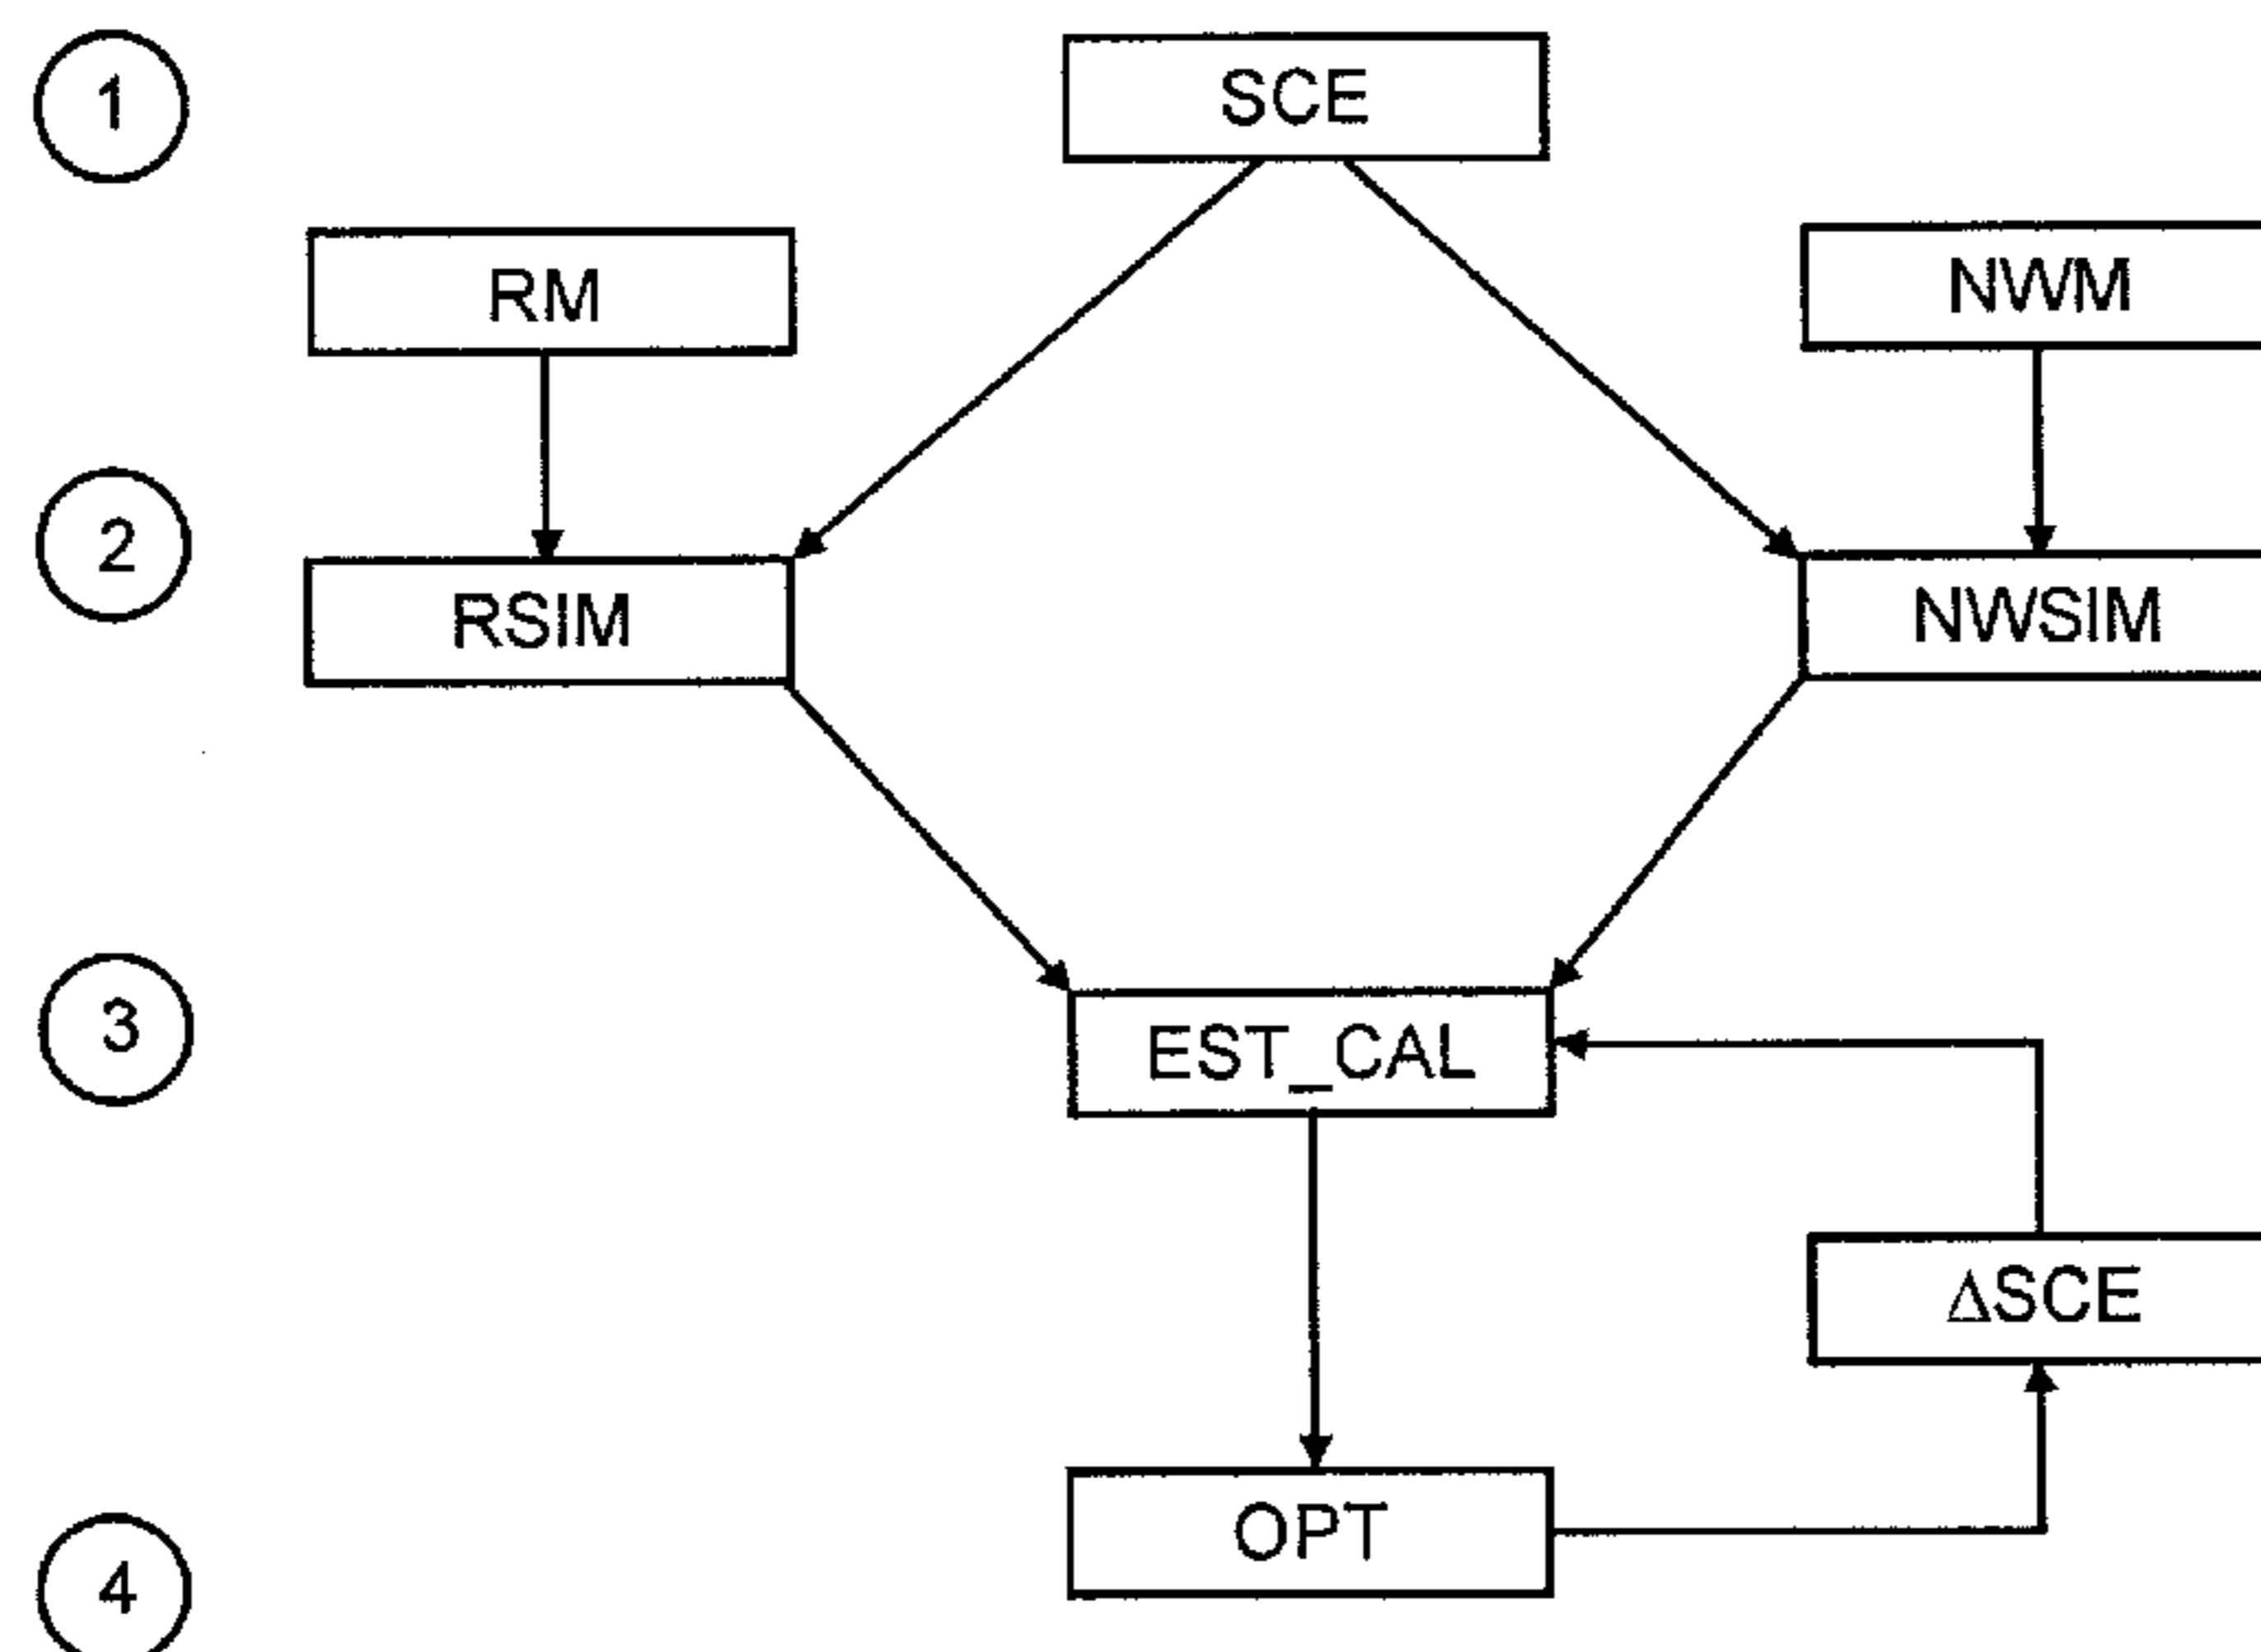 1
SCE
RM
NWM
2
RSIM
NWSIM
3
EST_CAL
ΔSCE
OPT
4